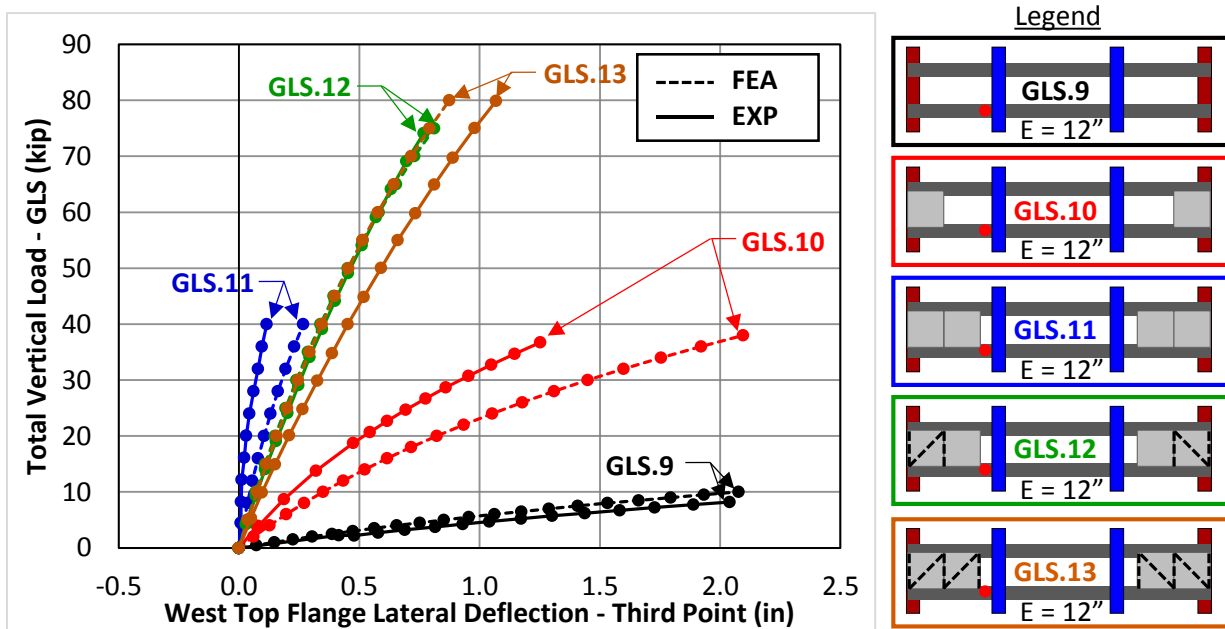 Total Vertical Load - GLS (kip)
90
80
70
60
50
40
30
20
10
0
-0.5 0.0 0.5 1.0 1.5 2.0 2.5
West Top Flange Lateral Deflection - Third Point (in)
GLS.12
GLS.13
GLS.11
GLS.10
GLS.9
FEA
EXP
Legend
GLS.9
E = 12”
GLS.10
E = 12”
GLS.11
E = 12”
GLS.12
E = 12”
GLS.13
E = 12”